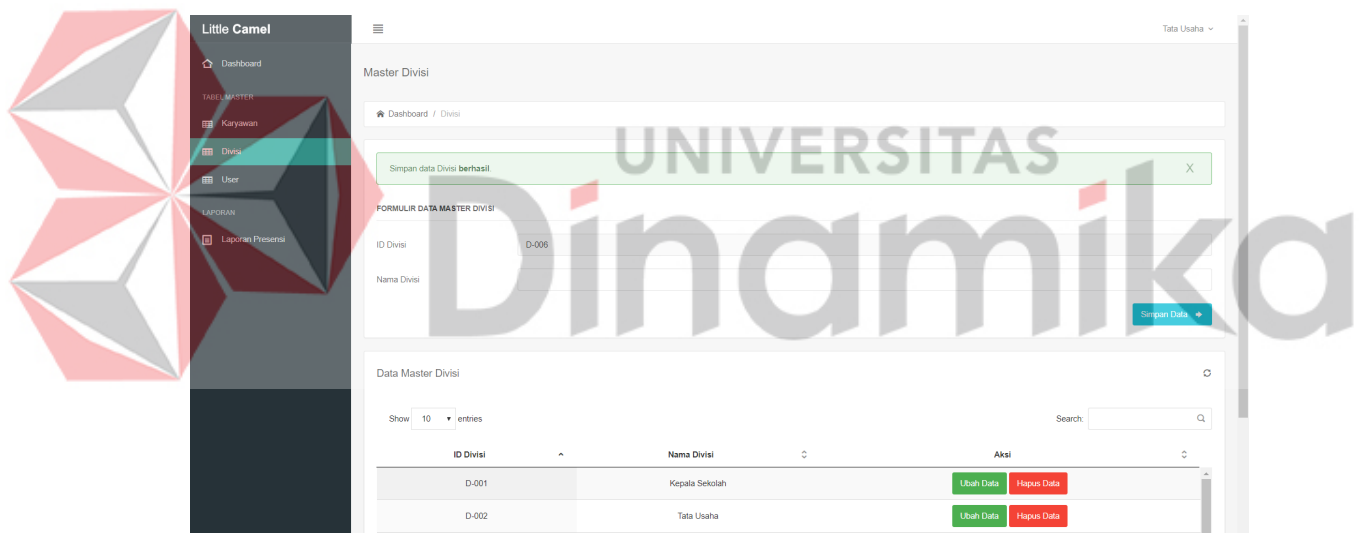 Little Camel
Tata Usaha
Dashboard
TABEL MASTER
Karyawan
Divisi
User
LAPORAN
Laporan Presensi
Master Divisi
Dashboard / Divisi
Simpan data Divisi berhasil.
X
FORMULIR DATA MASTER DIVISI
ID Divisi D-006
Nama Divisi
Simpan Data
Data Master Divisi
Show 10 entries
Search:
ID Divisi Nama Divisi Aksi
D-001 Kepala Sekolah Ubah Data Hapus Data
D-002 Tata Usaha Ubah Data Hapus Data
UNIVERSITAS
Dinamika